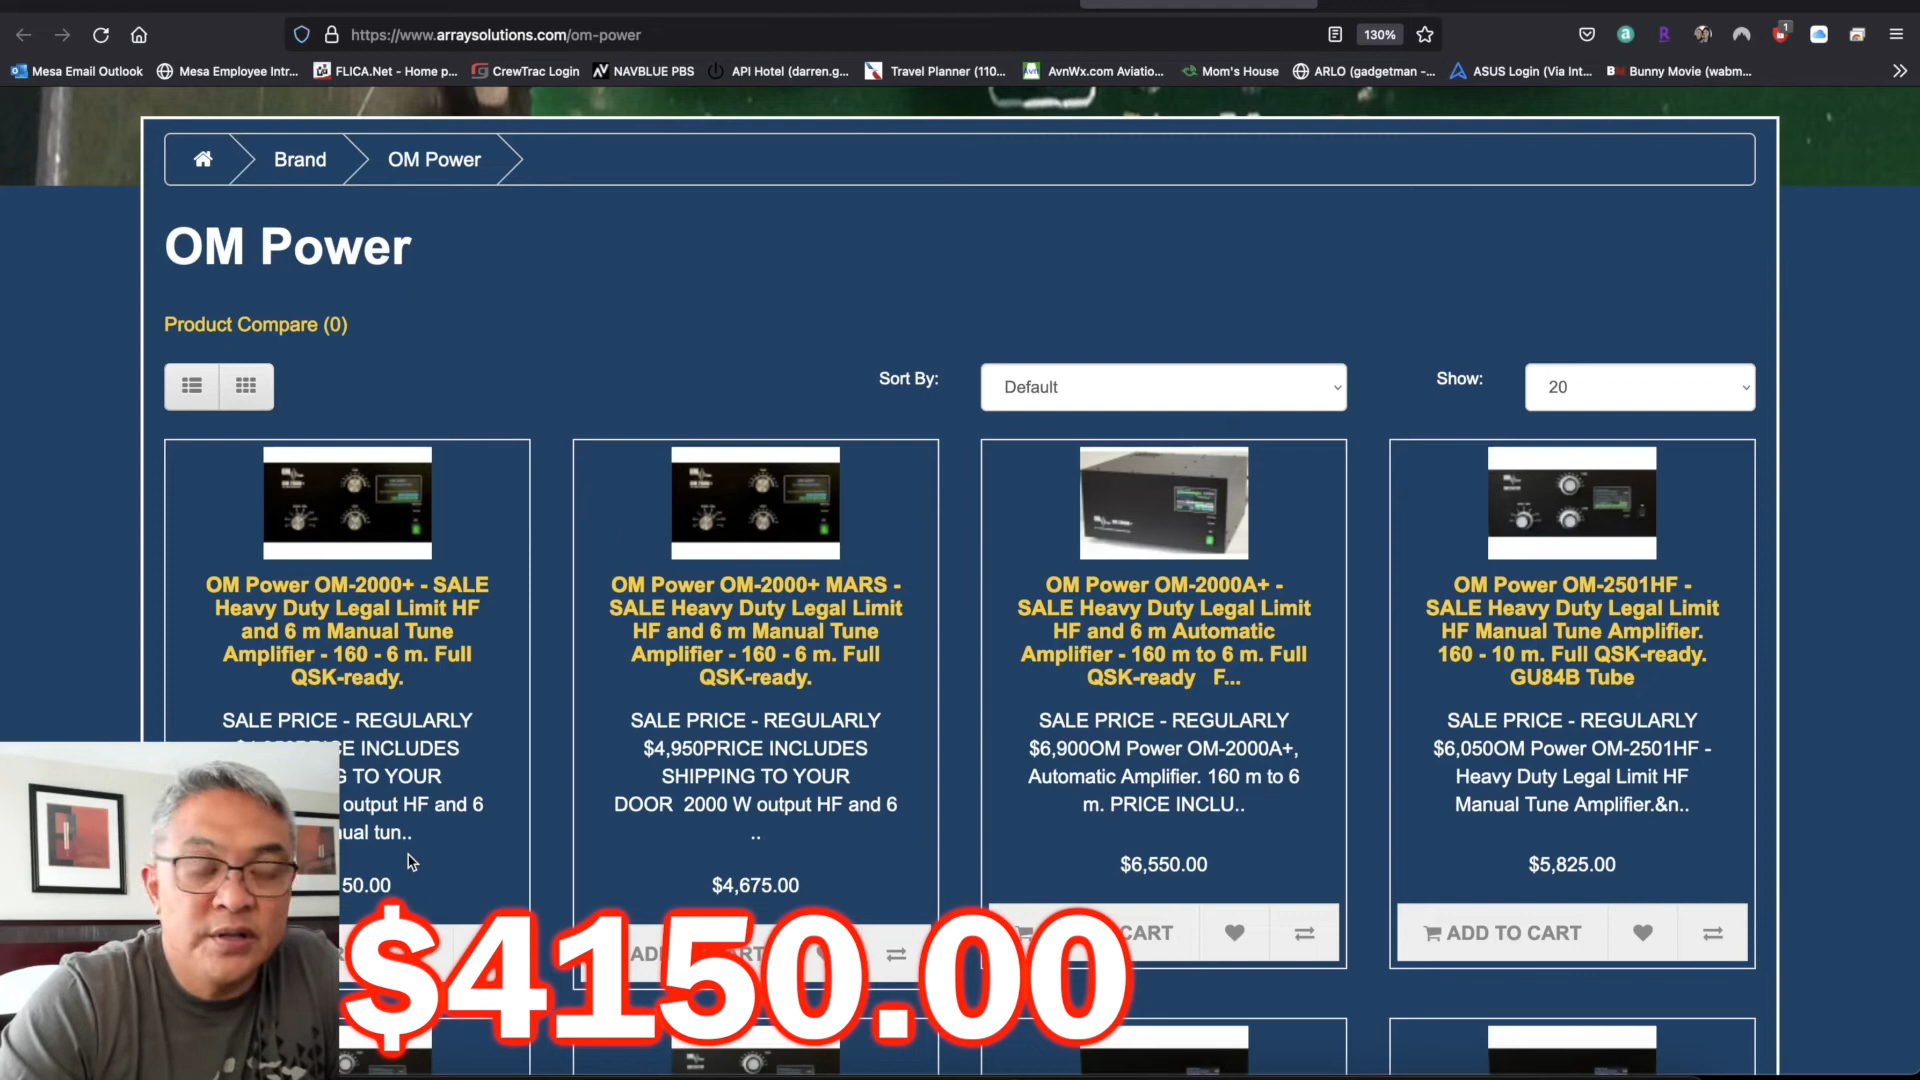 https://www.arraysolutions.com/om-power
130%
1
Mesa Email Outlook
Mesa Employee Intr...
FLICA.Net - Home p...
CrewTrac Login
NAVBLUE PBS
API Hotel (darren.g...
Travel Planner (110...
AvnWx.com Aviatio...
Mom's House
ARLO (gadgetman -...
ASUS Login (Via Int...
Bunny Movie (wabm...
Brand
OM Power
OM Power
Product Compare (0)
Sort By:
Default
Show:
20
OM Power OM-2000+ - SALE
Heavy Duty Legal Limit HF
and 6 m Manual Tune
Amplifier - 160 - 6 m. Full
QSK-ready.
SALE PRICE - REGULARLY
INCLUDES
TO YOUR
output HF and 6
tun..
50.00
OM Power OM-2000+ MARS -
SALE Heavy Duty Legal Limit
HF and 6 m Manual Tune
Amplifier - 160 - 6 m. Full
QSK-ready.
SALE PRICE - REGULARLY
$4,950PRICE INCLUDES
SHIPPING TO YOUR
DOOR 2000 W output HF and 6
..
$4,675.00
OM Power OM-2000A+ -
SALE Heavy Duty Legal Limit
HF and 6 m Automatic
Amplifier - 160 m to 6 m. Full
QSK-ready F...
SALE PRICE - REGULARLY
$6,900OM Power OM-2000A+,
Automatic Amplifier. 160 m to 6
m. PRICE INCLU..
$6,550.00
CART
OM Power OM-2501HF -
SALE Heavy Duty Legal Limit
HF Manual Tune Amplifier.
160 - 10 m. Full QSK-ready.
GU84B Tube
SALE PRICE - REGULARLY
$6,050OM Power OM-2501HF -
Heavy Duty Legal Limit HF
Manual Tune Amplifier.&n..
$5,825.00
ADD TO CART
$4150.00